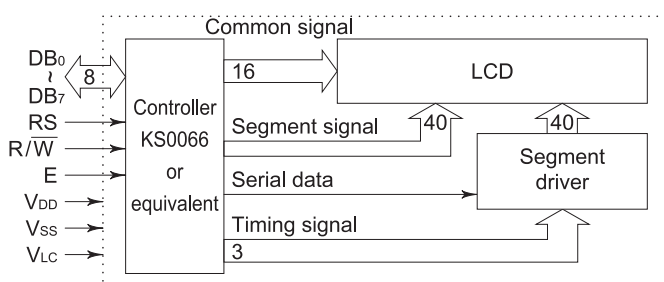 Common signal
DB0
~
DB7
8
16
LCD
Controller
KS0066
or
equivalent
RS
R/W̅
E
VDD
VSS
VLC
Segment signal
40
40
Serial data
Segment
driver
Timing signal
3